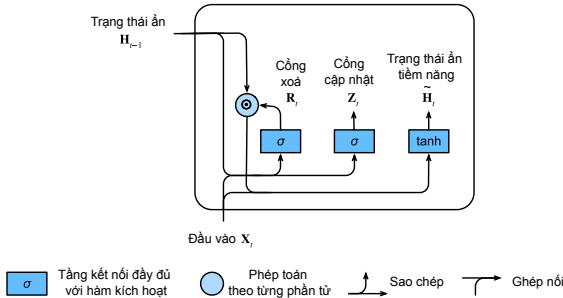 Trạng thái ẩn
H_{t−1}
Cổng
xoá
R_t
Cổng
cập nhật
Z_t
Trạng thái ẩn
tiềm năng
H̃_t
σ
σ
tanh
Đầu vào X_t
σ
Tầng kết nối đầy đủ
với hàm kích hoạt
Phép toán
theo từng phần tử
Sao chép
Ghép nối